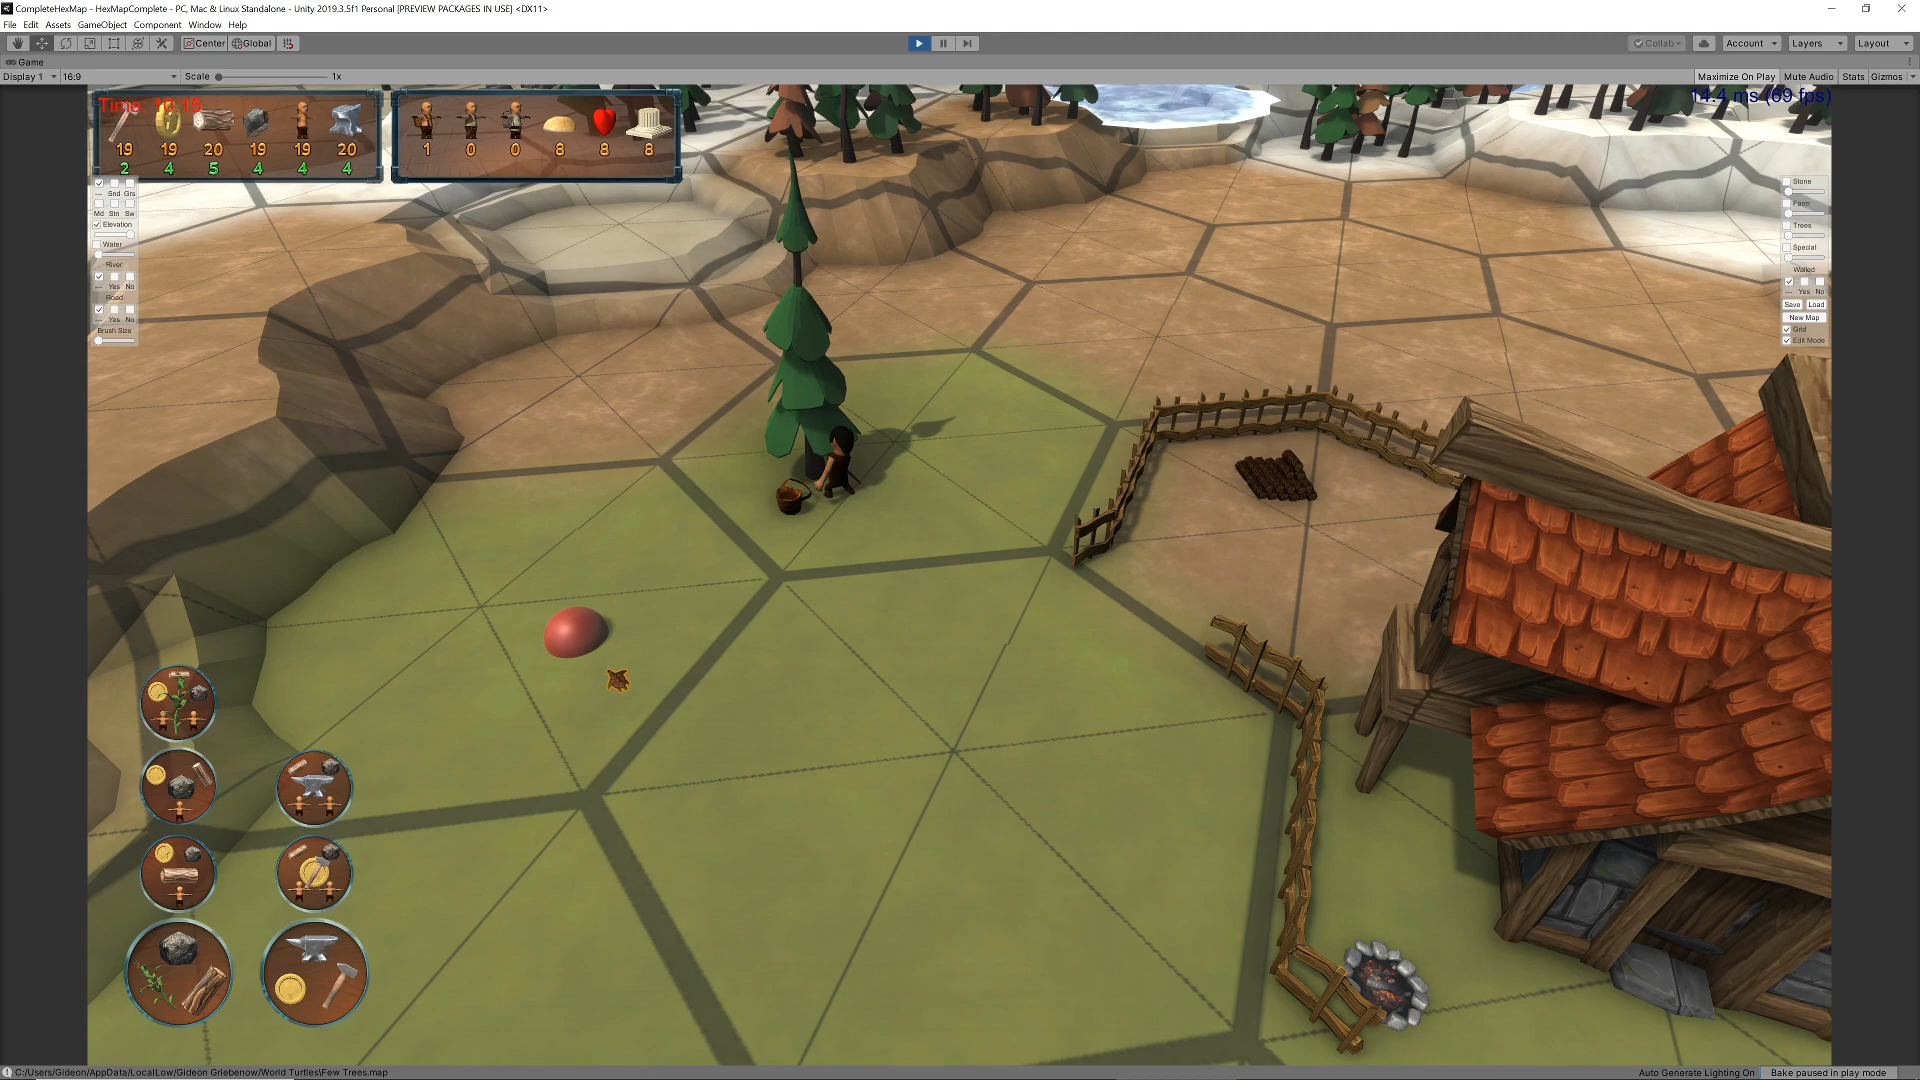 CompleteHexMap - HexMapComplete - PC, Mac & Linux Standalone - Unity 2019.3.5f1 Personal [PREVIEW PACKAGES IN USE] <DX11>
File Edit Assets GameObject Component Window Help
Center Global Collab Account Layers Layout
Game
Display 1 16:9 Scale 1x Maximize On Play Mute Audio Stats Gizmos
Time: 10:15
14.4 ms (69 fps)
19 19 20 19 19 20 1 0 0 8 8 8
2 4 5 4 4 4
--- Snd Grs
Md Stn Sw
Elevation
Water
River
--- Yes No
Road
--- Yes No
Brush Size
Stone
Farm
Trees
Special
Walled
--- Yes No
Save Load
New Map
Grid
Edit Mode
C:/Users/Gideon/AppData/LocalLow/Gideon Griebenow/World Turtles\Few Trees.map
Auto Generate Lighting On Bake paused in play mode